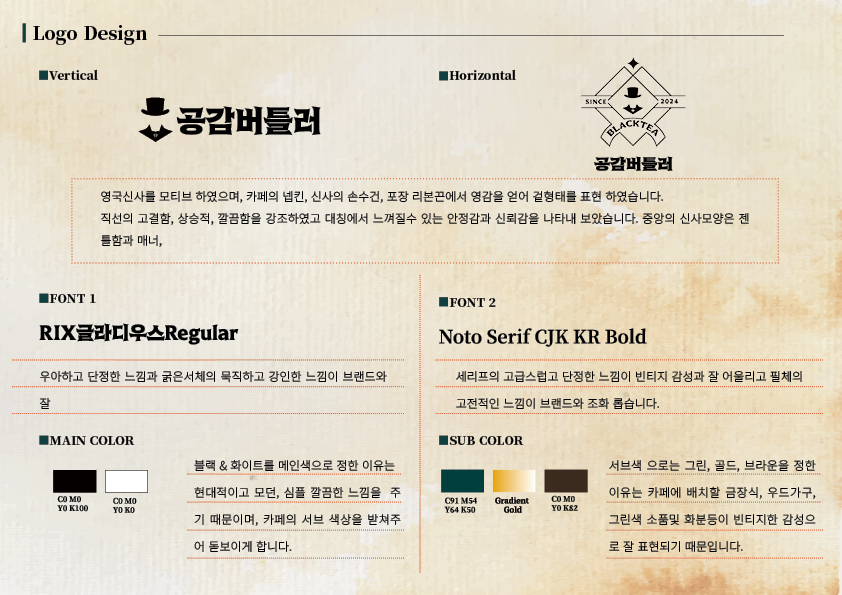 Logo Design
■Vertical
■Horizontal
공감버틀러
SINCE 2024
BLACKTEA
공감버틀러
영국신사를 모티브 하였으며, 카페의 넵킨, 신사의 손수건, 포장 리본끈에서 영감을 얻어 겉형태를 표현 하였습니다.
직선의 고결함, 상승적, 깔끔함을 강조하였고 대칭에서 느껴질수 있는 안정감과 신뢰감을 나타내 보았습니다. 중앙의 신사모양은 젠
틀함과 매너,
■FONT 1
RIX글라디우스Regular
우아하고 단정한 느낌과 굵은서체의 묵직하고 강인한 느낌이 브랜드와
잘
■FONT 2
Noto Serif CJK KR Bold
세리프의 고급스럽고 단정한 느낌이 빈티지 감성과 잘 어울리고 필체의
고전적인 느낌이 브랜드와 조화 롭습니다.
■MAIN COLOR
C0 M0
Y0 K100
C0 M0
Y0 K0
블랙 & 화이트를 메인색으로 정한 이유는
현대적이고 모던, 심플 깔끔한 느낌을 주
기 때문이며, 카페의 서브 색상을 받쳐주
어 돋보이게 합니다.
■SUB COLOR
C91 M54
Y64 K50
Gradient
Gold
C0 M0
Y0 K82
서브색 으로는 그린, 골드, 브라운을 정한
이유는 카페에 배치할 금장식, 우드가구,
그린색 소품및 화분등이 빈티지한 감성으
로 잘 표현되기 때문입니다.